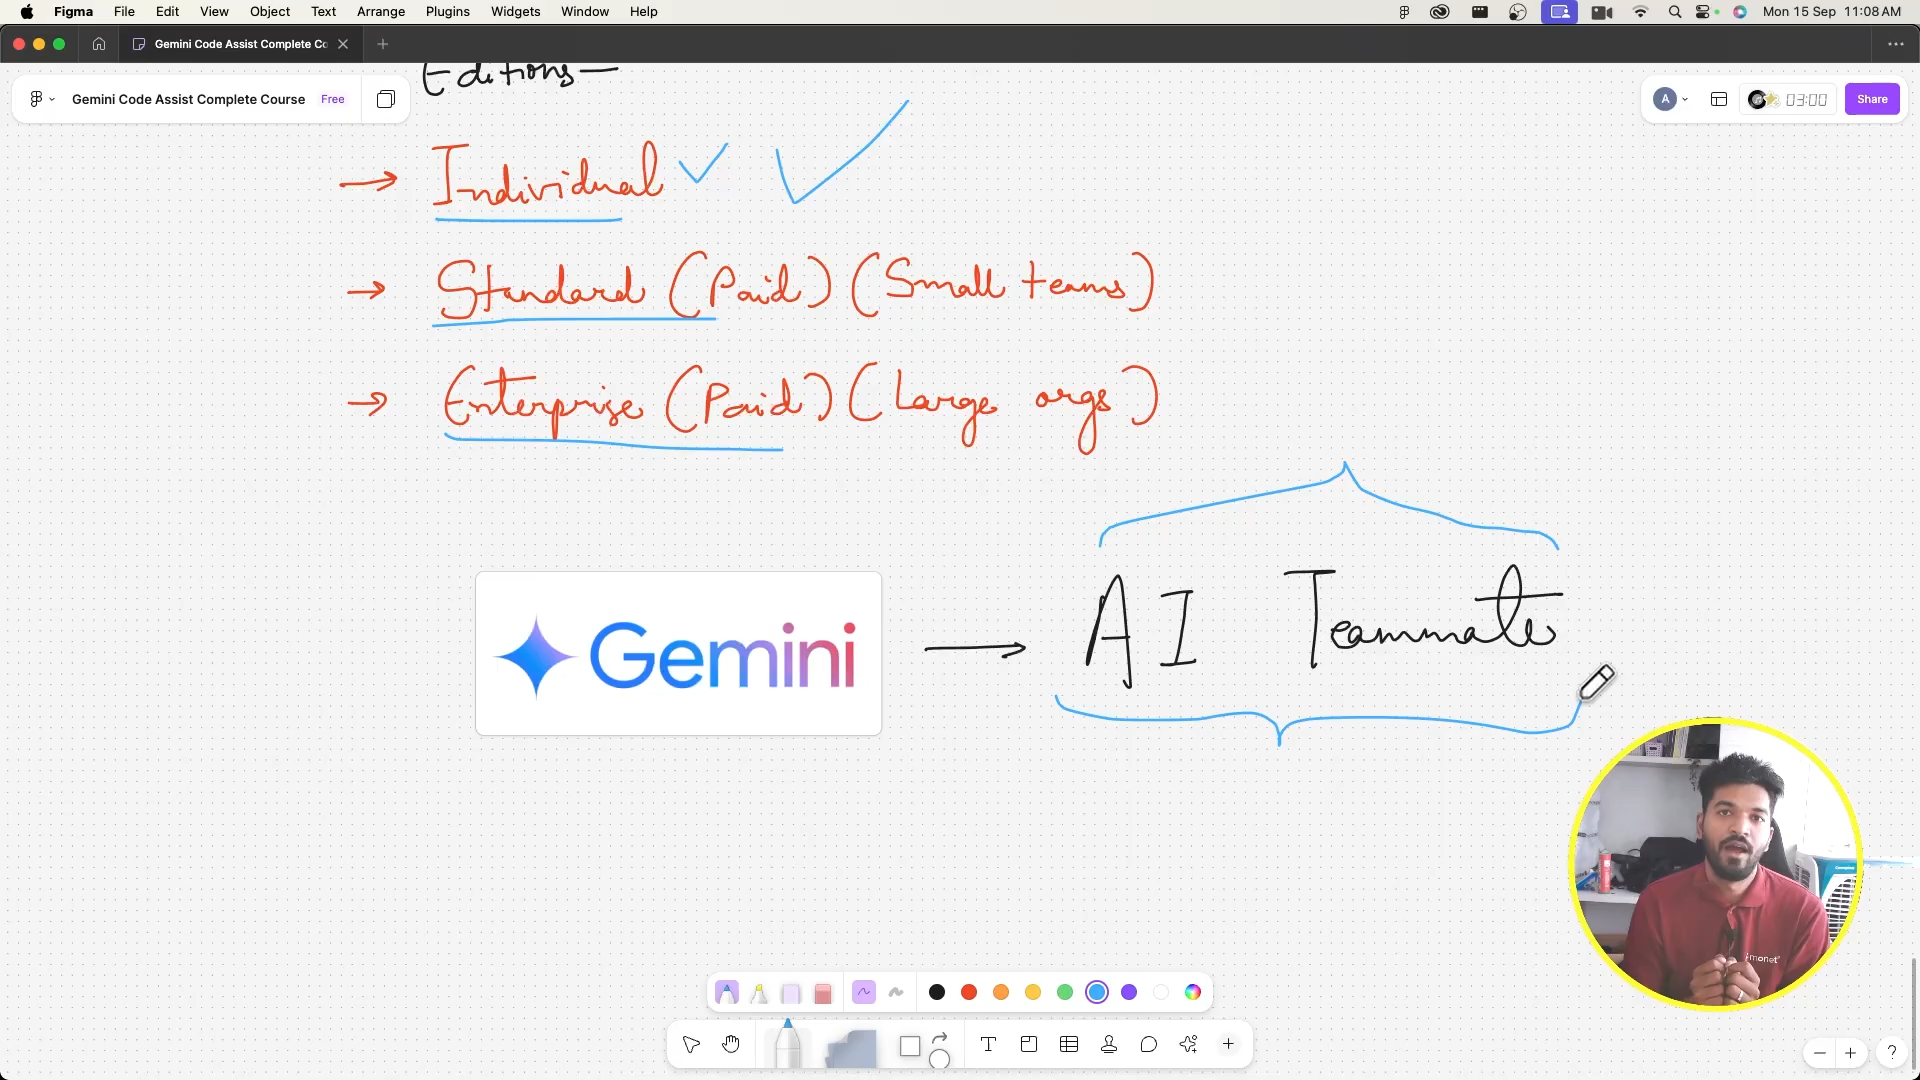 Figma File Edit View Object Text Arrange Plugins Widgets Window Help Mon 15 Sep 11:08 AM
Gemini Code Assist Complete Co
Editions
Gemini Code Assist Complete Course Free A 03:00 Share
→ Individual ✓ ✓
→ Standard (Paid) (Small teams)
→ Enterprise (Paid) (Large orgs)
Gemini → AI Teammate
monet
T + − + ?